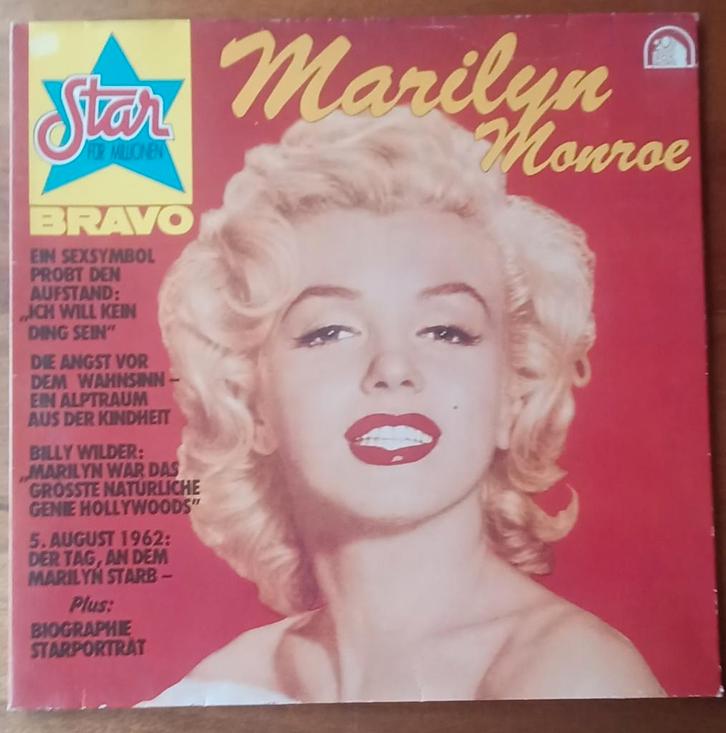 Star
FÜR MILLIONEN
BRAVO
Marilyn
Monroe
EIN SEXSYMBOL
PROBT DEN
AUFSTAND:
„ICH WILL KEIN
DING SEIN”
DIE ANGST VOR
DEM WAHNSINN –
EIN ALPTRAUM
AUS DER KINDHEIT
BILLY WILDER:
„MARILYN WAR DAS
GRÖSSTE NATÜRLICHE
GENIE HOLLYWOODS”
5. AUGUST 1962:
DER TAG, AN DEM
MARILYN STARB –
Plus:
BIOGRAPHIE
STARPORTRÄT